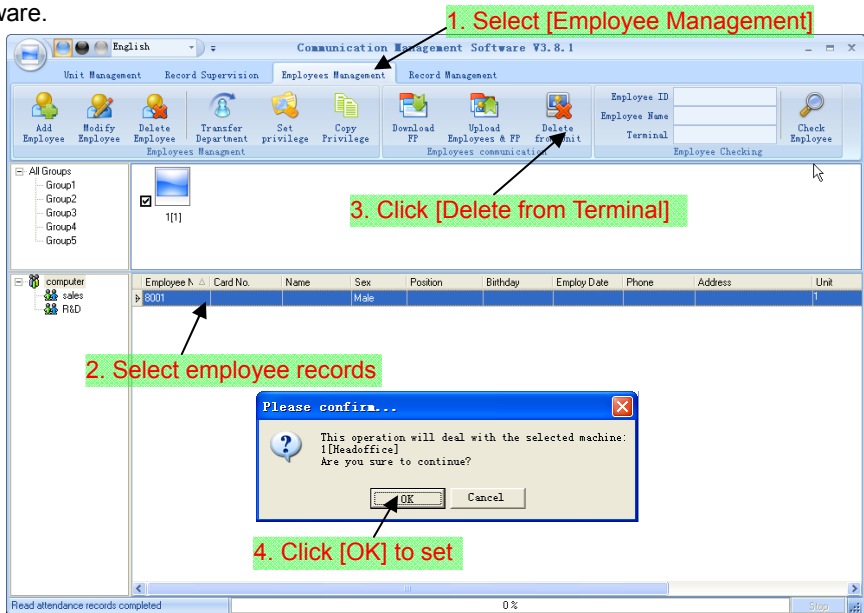 ware.
1. Select [Employee Management]
English
Communication Management Software V3.8.1
Unit Management Record Supervision Employees Management Record Management
Add Employee
Modify Employee
Delete Employee
Transfer Department
Set privilege
Copy Privilege
Employees Managment
Download FP
Upload Employees & FP
Delete from Unit
Employees communication
Employee ID
Employee Name
Terminal
Check Employee
Employee Checking
All Groups
Group1
Group2
Group3
Group4
Group5
1[1]
3. Click [Delete from Terminal]
computer
sales
R&D
Employee N Card No. Name Sex Position Birthday Employ Date Phone Address Unit
8001 Male 1
2. Select employee records
Please confirm...
This operation will deal with the selected machine:
1[Headoffice]
Are you sure to continue?
OK Cancel
4. Click [OK] to set
Read attendance records completed 0 % Stop